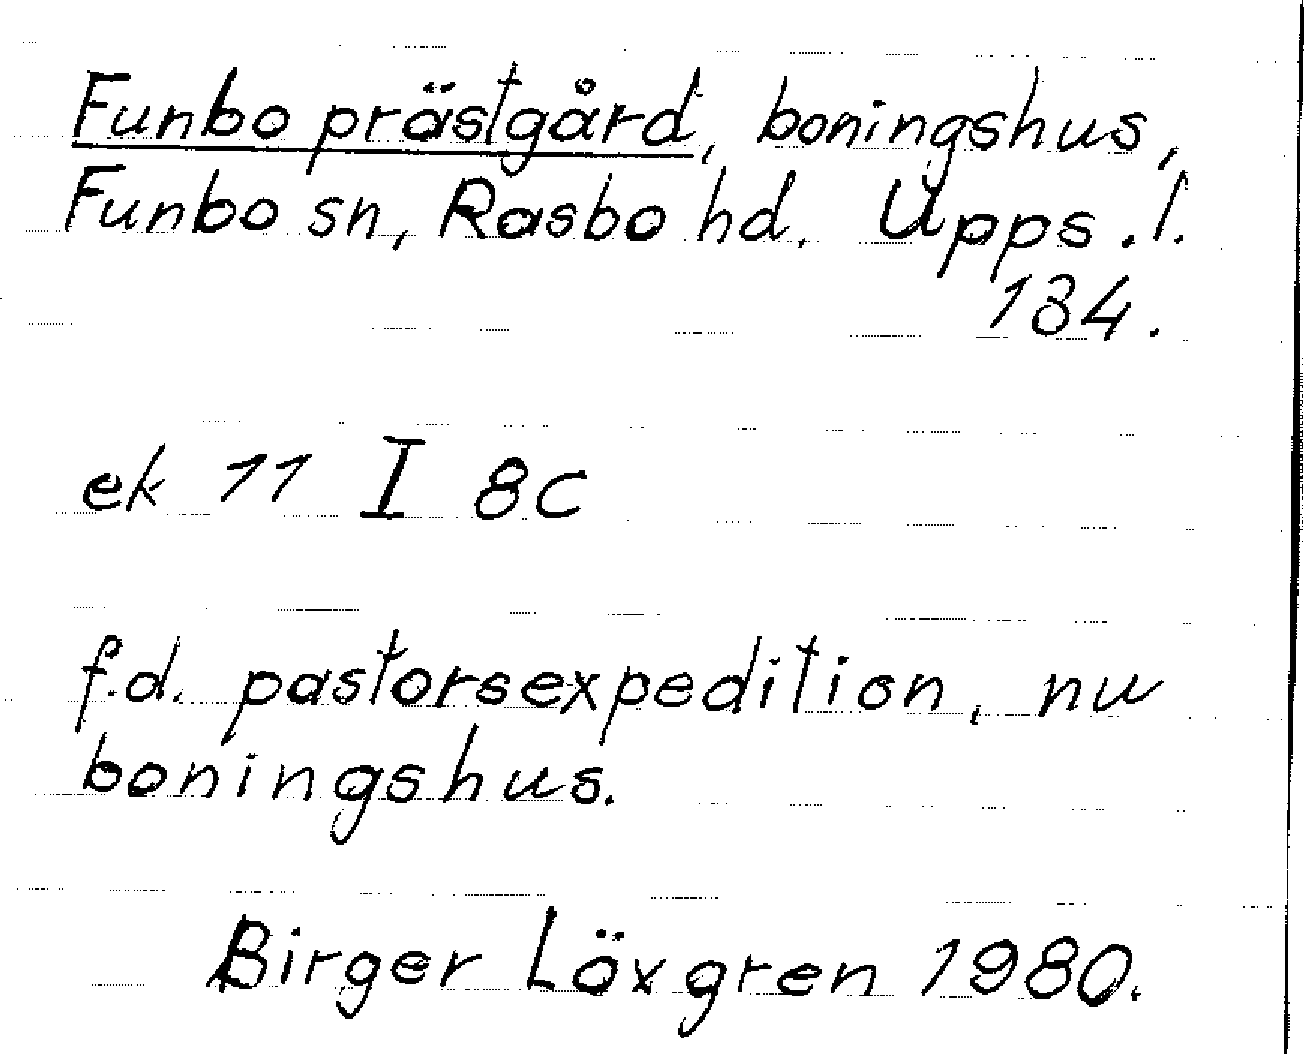 Funbo prästgård, boningshus,
Funbo sn, Rasbo hd. Upps.l.
134.
ek 11 I 8c
f.d. pastorsexpedition, nu
boningshus.
Birger Löxgren 1980.